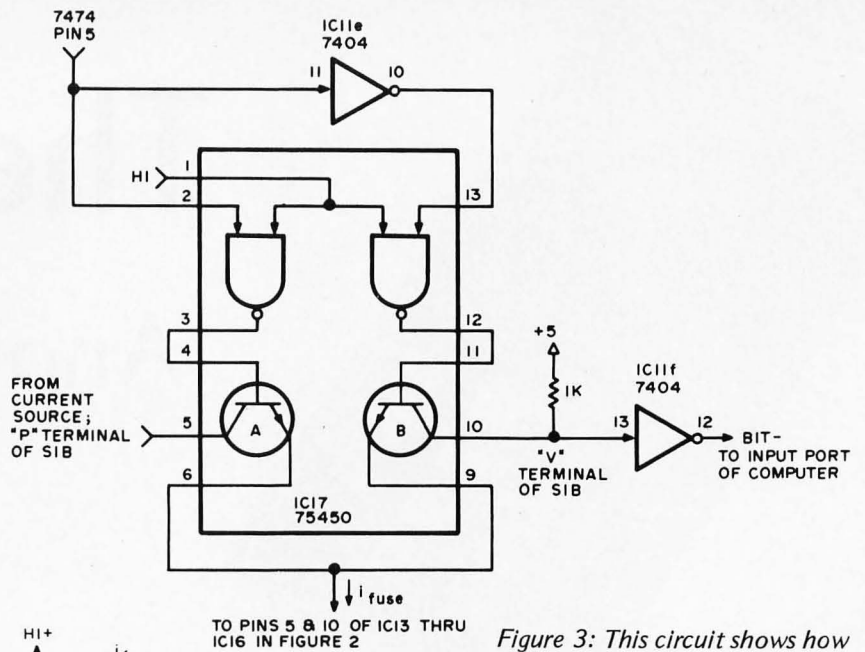 7474
PIN 5
IC11e
7404
11
10
HI
1
2
13
3
4
12
11
FROM
CURRENT
SOURCE;
"P" TERMINAL
OF SIB
5
A
B
10
6
9
IC17
75450
+5
1K
"V"
TERMINAL
OF SIB
IC11f
7404
13
12
BIT-
TO INPUT PORT
OF COMPUTER
i fuse
TO PINS 5 & 10 OF IC13 THRU
IC16 IN FIGURE 2
HI+
Figure 3: This circuit shows how